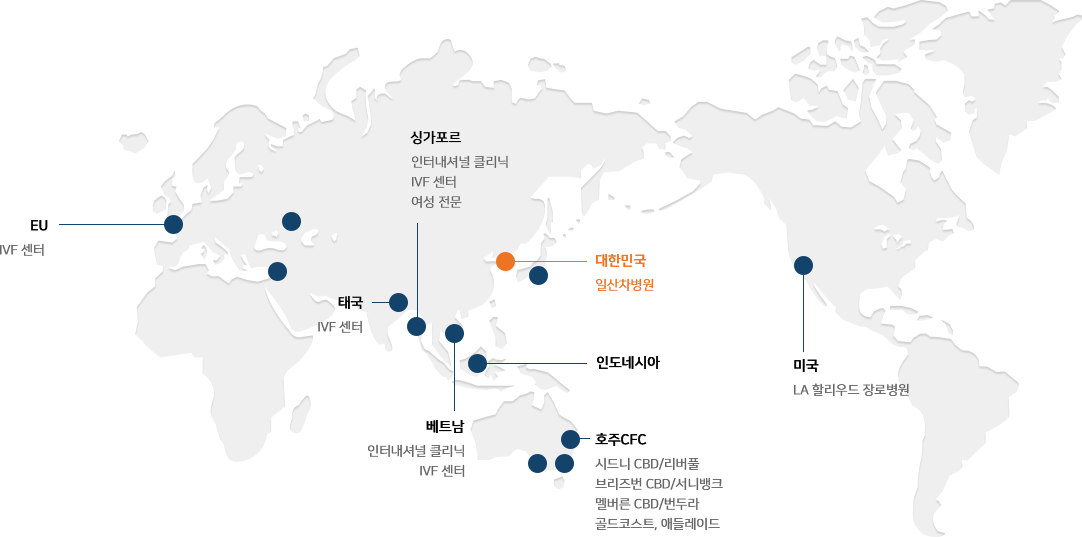 싱가포르
인터내셔널 클리닉
IVF 센터
여성 전문
EU
IVF 센터
대한민국
일산차병원
태국
IVF 센터
인도네시아
미국
LA 할리우드 장로병원
베트남
인터내셔널 클리닉
IVF 센터
호주CFC
시드니 CBD/리버풀
브리즈번 CBD/서니뱅크
멜버른 CBD/번두라
골드코스트, 애들레이드